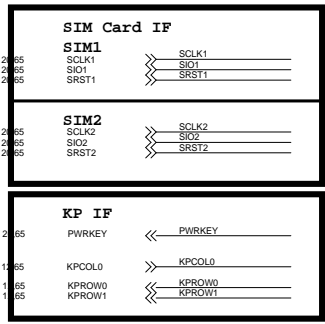 SIM Card IF
SIM1
SCLK1 SCLK1
SIO1 SIO1
SRST1 SRST1
SIM2
SCLK2 SCLK2
SIO2 SIO2
SRST2 SRST2
KP IF
PWRKEY PWRKEY
KPCOL0 KPCOL0
KPROW0 KPROW0
KPROW1 KPROW1